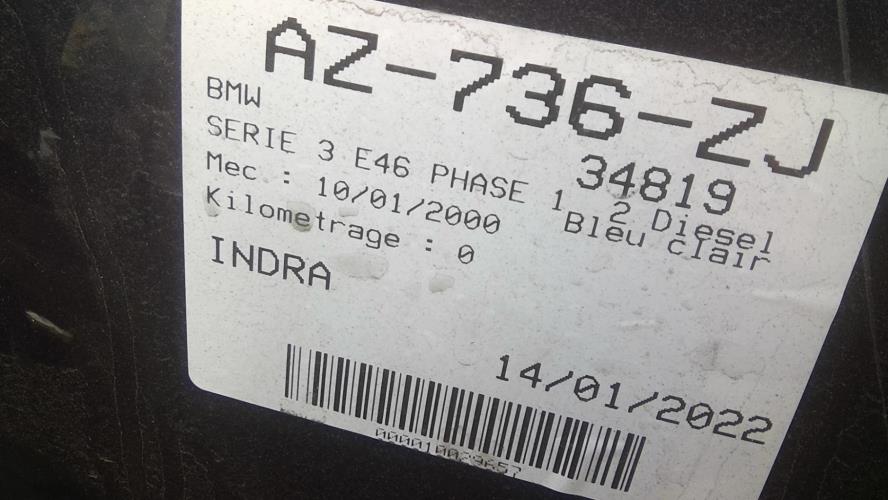 AZ-736-ZJ
BMW
34819
SERIE 3 E46 PHASE 1 2 Diesel
Mec : 10/01/2000 Bleu clair
Kilometrage : 0
INDRA
14/01/2022